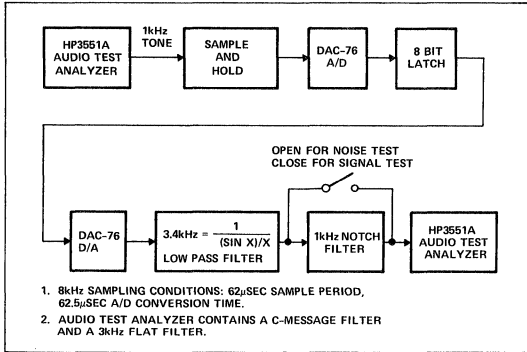 HP3551A
AUDIO TEST
ANALYZER
1kHz
TONE
SAMPLE
AND
HOLD
DAC-76
A/D
8 BIT
LATCH
OPEN FOR NOISE TEST
CLOSE FOR SIGNAL TEST
DAC-76
D/A
3.4kHz = 1
(SIN X)/X
LOW PASS FILTER
1kHz NOTCH
FILTER
HP3551A
AUDIO TEST
ANALYZER
1. 8kHz SAMPLING CONDITIONS: 62μSEC SAMPLE PERIOD,
62.5μSEC A/D CONVERSION TIME.
2. AUDIO TEST ANALYZER CONTAINS A C-MESSAGE FILTER
AND A 3kHz FLAT FILTER.